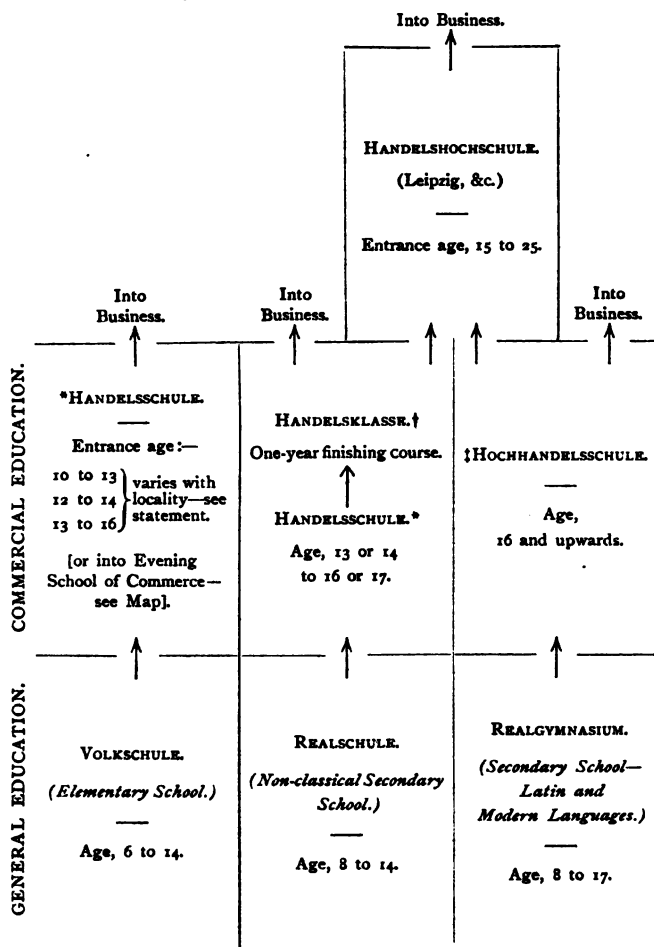 Into Business.
HANDELSHOCHSCHULE.
(Leipzig, &c.)
Entrance age, 15 to 25.
Into
Business.
Into
Business.
Into
Business.
COMMERCIAL EDUCATION.
*HANDELSSCHULE.
Entrance age:—
10 to 13
12 to 14
13 to 16
varies with
locality—see
statement.
[or into Evening
School of Commerce—
see Map].
HANDELSKLASSE.†
One-year finishing course.
HANDELSSCHULE.*
Age, 13 or 14
to 16 or 17.
‡HOCHHANDELSSCHULE.
Age,
16 and upwards.
GENERAL EDUCATION.
VOLKSCHULE.
(Elementary School.)
Age, 6 to 14.
REALSCHULE.
(Non-classical Secondary
School.)
Age, 8 to 14.
REALGYMNASIUM.
(Secondary School—
Latin and
Modern Languages.)
Age, 8 to 17.